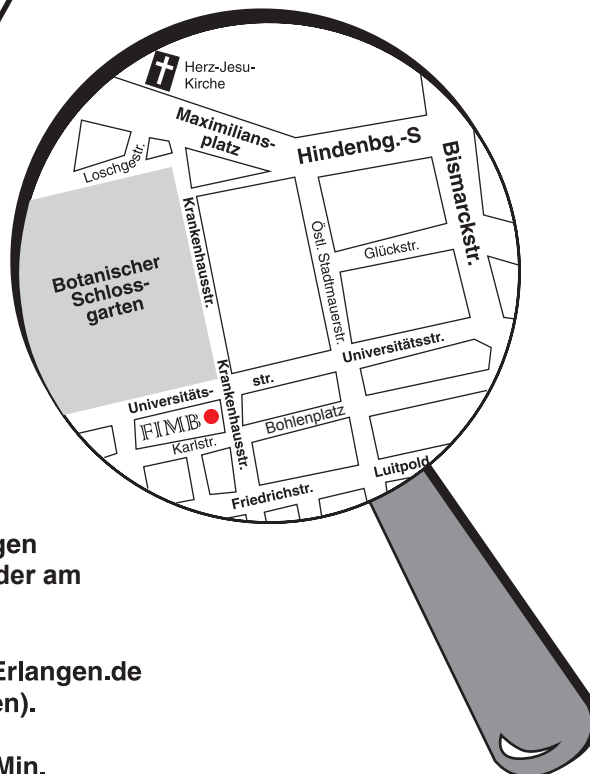 Herz-Jesu-
Kirche
Maximilians-
platz
Hindenbg.-S
Bismarckstr.
Loschgestr.
Krankenhausstr.
Östl. Stadtmauerstr.
Glückstr.
Botanischer
Schloss-
garten
Universitätsstr.
Krankenhausstr.
str.
Universitäts-
FIMB
Bohlenplatz
Karlstr.
Luitpold
Friedrichstr.
gen
der am
Erlangen.de
en).
Min.